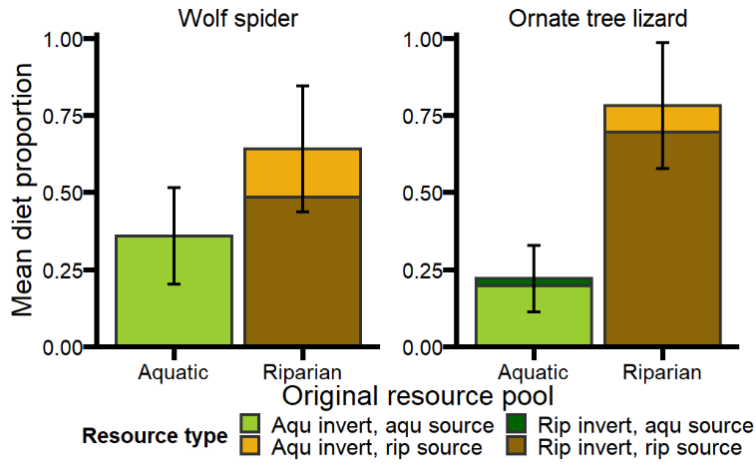 Wolf spider
Ornate tree lizard
Mean diet proportion
1.00
0.75
0.50
0.25
0.00
1.00
0.75
0.50
0.25
0.00
Aquatic Riparian
Aquatic Riparian
Original resource pool
Resource type
Aqu invert, aqu source
Rip invert, aqu source
Aqu invert, rip source
Rip invert, rip source